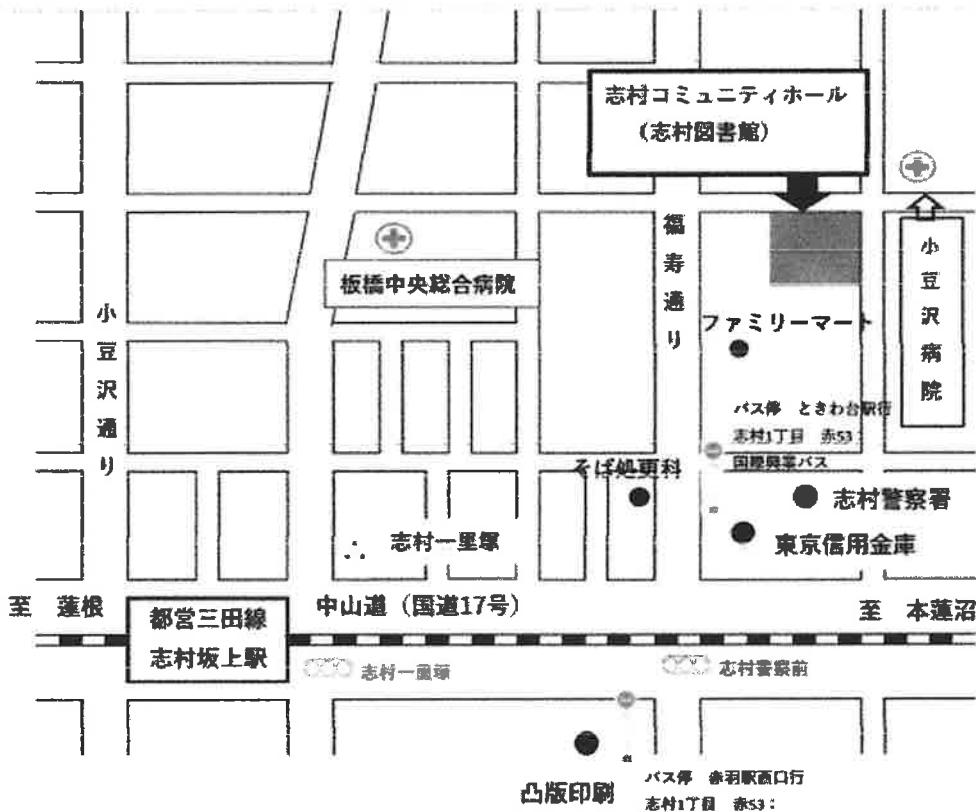 志村コミュニティホール
(志村図書館)
板橋中央総合病院
小豆沢通り
福寿通り
小豆沢病院
ファミリーマート
バス停 ときわ台駅行
志村1丁目 赤53:
国際興業バス
そば処更科
志村警察署
東京信用金庫
志村一里塚
至 蓮根
中山道(国道17号)
至 本蓮沼
都営三田線
志村坂上駅
志村一里塚
志村警察前
凸版印刷
バス停 赤羽駅西口行
志村1丁目 赤53: